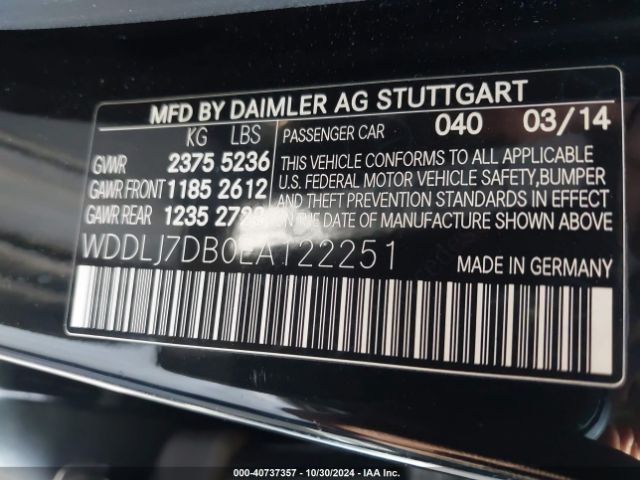 MFD BY DAIMLER AG STUTTGART
KG LBS PASSENGER CAR 040 03/14
GVWR 2375 5236 THIS VEHICLE CONFORMS TO ALL APPLICABLE
GAWR FRONT 1185 2612 U.S. FEDERAL MOTOR VEHICLE SAFETY, BUMPER
GAWR REAR 1235 AND THEFT PREVENTION STANDARDS IN EFFECT
ON THE DATE OF MANUFACTURE SHOWN ABOVE
WDDLJ7DB0EA122251 MADE IN GERMANY
000-40737357 - 10/30/2024 - IAA Inc.